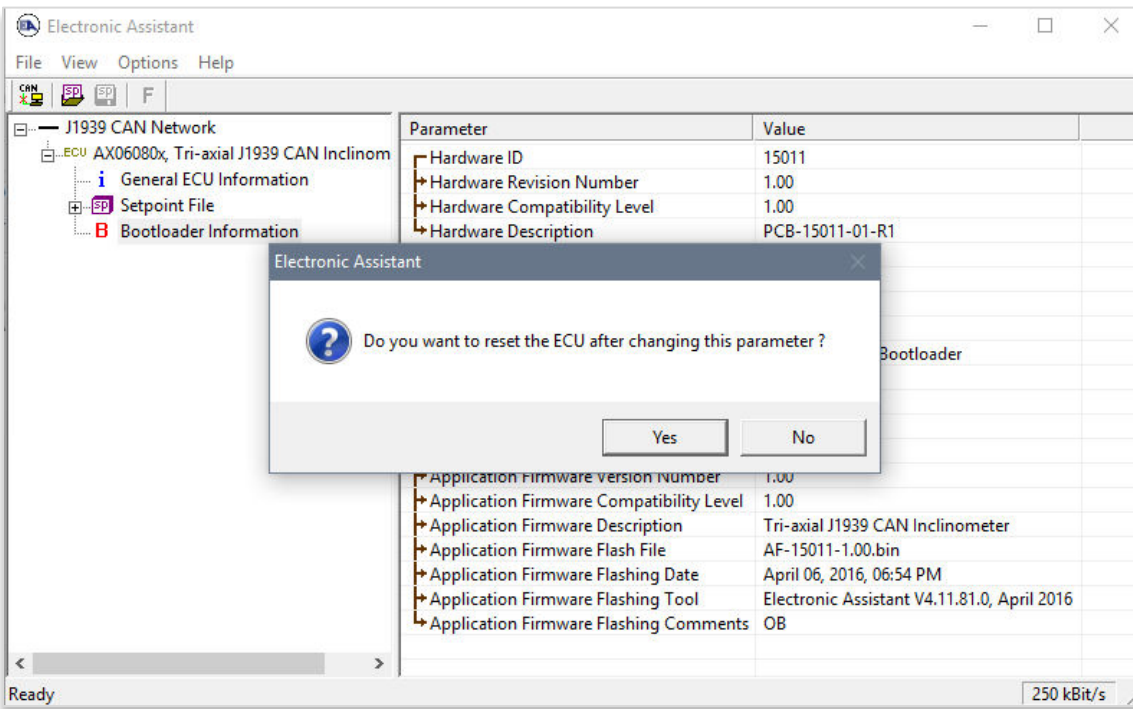 Electronic Assistant
File View Options Help
CAN SP SP F
J1939 CAN Network
ECU AX06080x, Tri-axial J1939 CAN Inclinom
i General ECU Information
SP Setpoint File
B Bootloader Information
Parameter Value
Hardware ID 15011
Hardware Revision Number 1.00
Hardware Compatibility Level 1.00
Hardware Description PCB-15011-01-R1
Electronic Assistant
Do you want to reset the ECU after changing this parameter ?
Bootloader
Yes No
Application Firmware Version Number 1.00
Application Firmware Compatibility Level 1.00
Application Firmware Description Tri-axial J1939 CAN Inclinometer
Application Firmware Flash File AF-15011-1.00.bin
Application Firmware Flashing Date April 06, 2016, 06:54 PM
Application Firmware Flashing Tool Electronic Assistant V4.11.81.0, April 2016
Application Firmware Flashing Comments OB
Ready 250 kBit/s